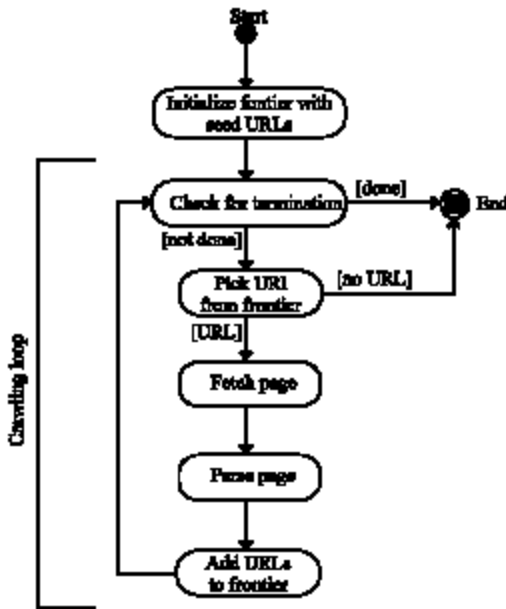 Start
Initialize fontier with
seed URLs
Check for termination
[done]
End
[not done]
Pick URl
from frontier
[no URL]
[URL]
Fetch page
Parse page
Add URLs
to frontier
Crawling loop